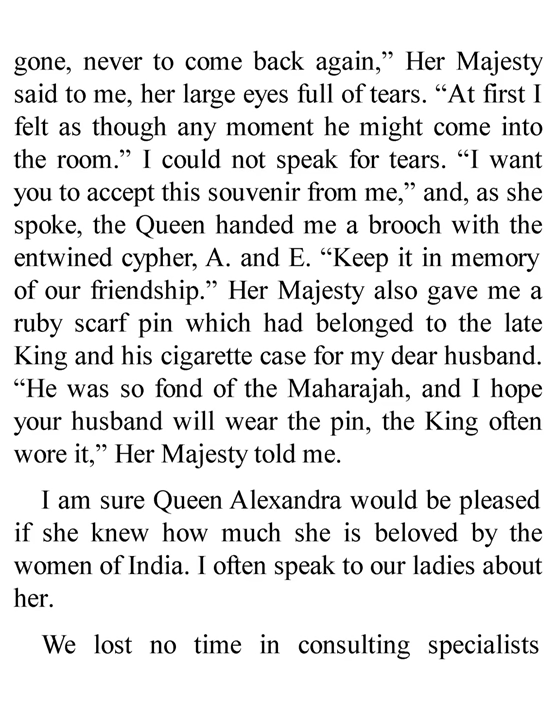 gone, never to come back again,” Her Majesty
said to me, her large eyes full of tears. “At first I
felt as though any moment he might come into
the room.” I could not speak for tears. “I want
you to accept this souvenir from me,” and, as she
spoke, the Queen handed me a brooch with the
entwined cypher, A. and E. “Keep it in memory
of our friendship.” Her Majesty also gave me a
ruby scarf pin which had belonged to the late
King and his cigarette case for my dear husband.
“He was so fond of the Maharajah, and I hope
your husband will wear the pin, the King often
wore it,” Her Majesty told me.
I am sure Queen Alexandra would be pleased
if she knew how much she is beloved by the
women of India. I often speak to our ladies about
her.
We lost no time in consulting specialists